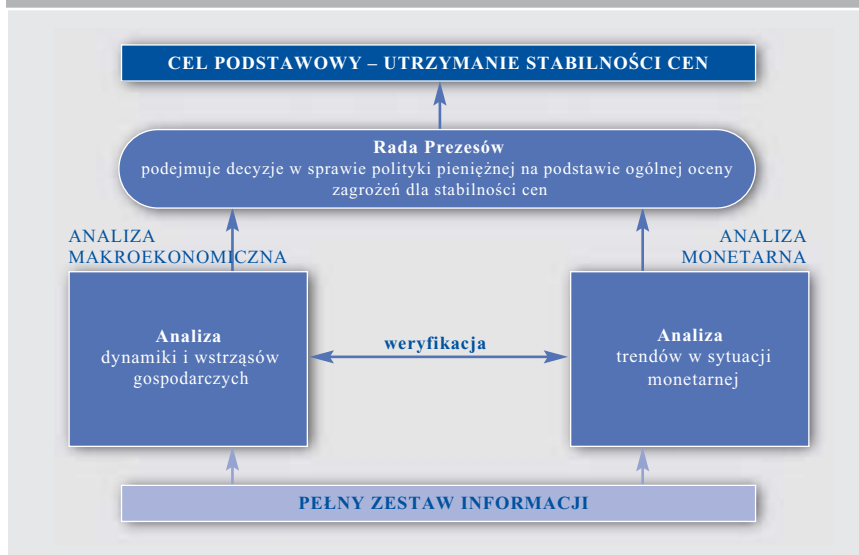 CEL PODSTAWOWY – UTRZYMANIE STABILNOŚCI CEN
Rada Prezesów
podejmuje decyzje w sprawie polityki pieniężnej na podstawie ogólnej oceny
zagrożeń dla stabilności cen
ANALIZA
MAKROEKONOMICZNA
ANALIZA
MONETARNA
Analiza
dynamiki i wstrząsów
gospodarczych
weryfikacja
Analiza
trendów w sytuacji
monetarnej
PEŁNY ZESTAW INFORMACJI